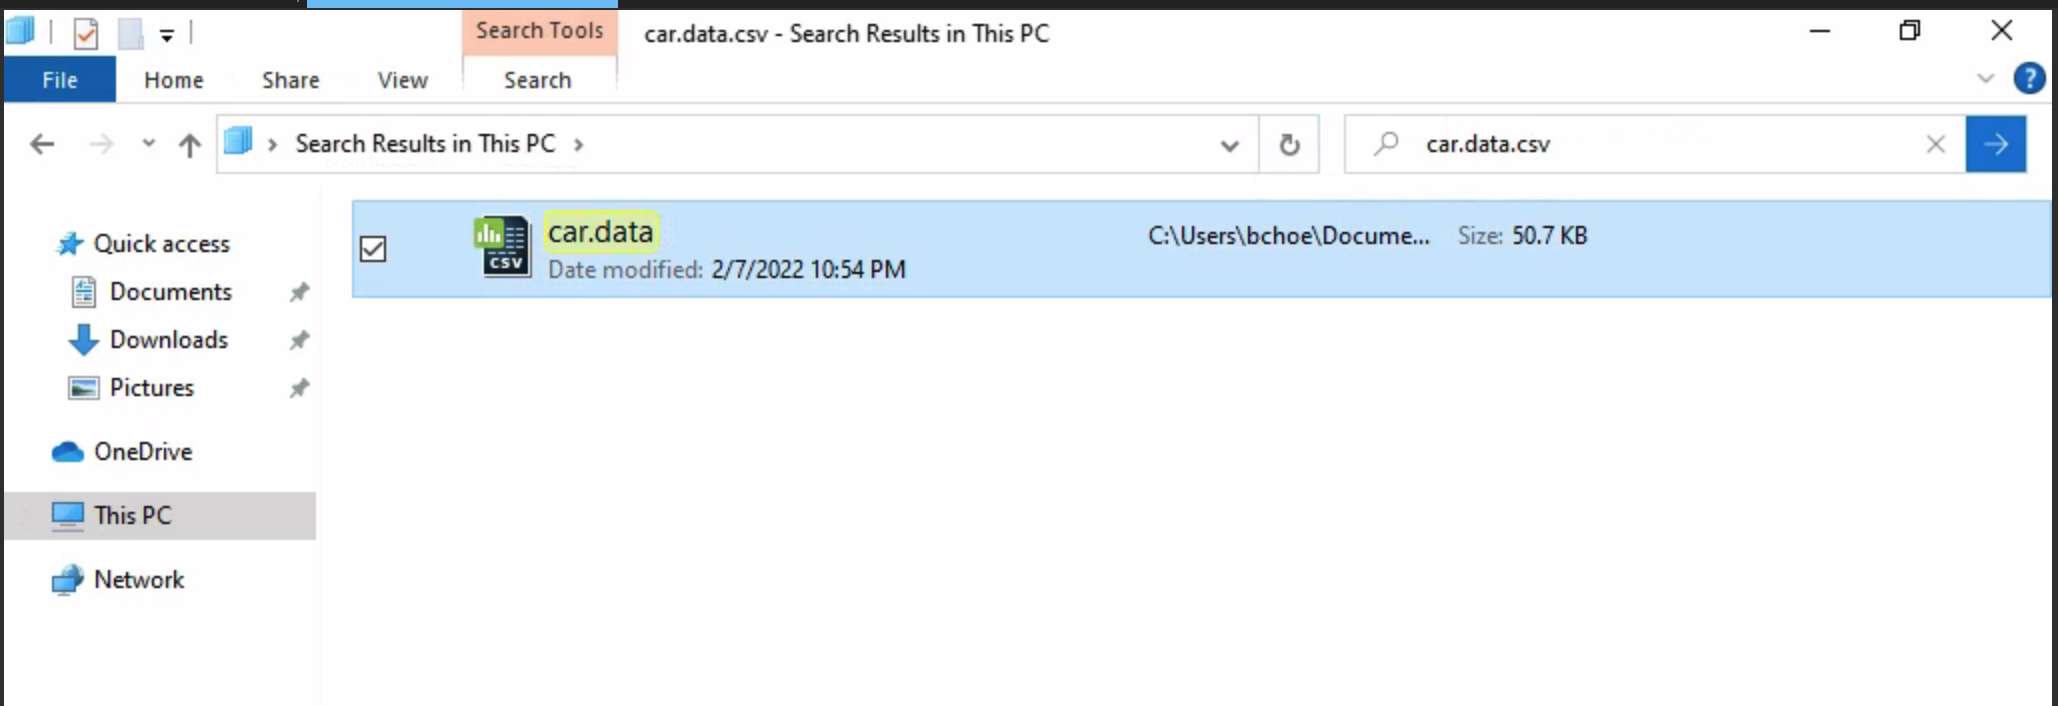 Search Tools
car.data.csv - Search Results in This PC
File Home Share View Search
?
Search Results in This PC
car.data.csv
Quick access
Documents
Downloads
Pictures
OneDrive
This PC
Network
csv
car.data
Date modified: 2/7/2022 10:54 PM
C:\Users\bchoe\Docume...
Size: 50.7 KB